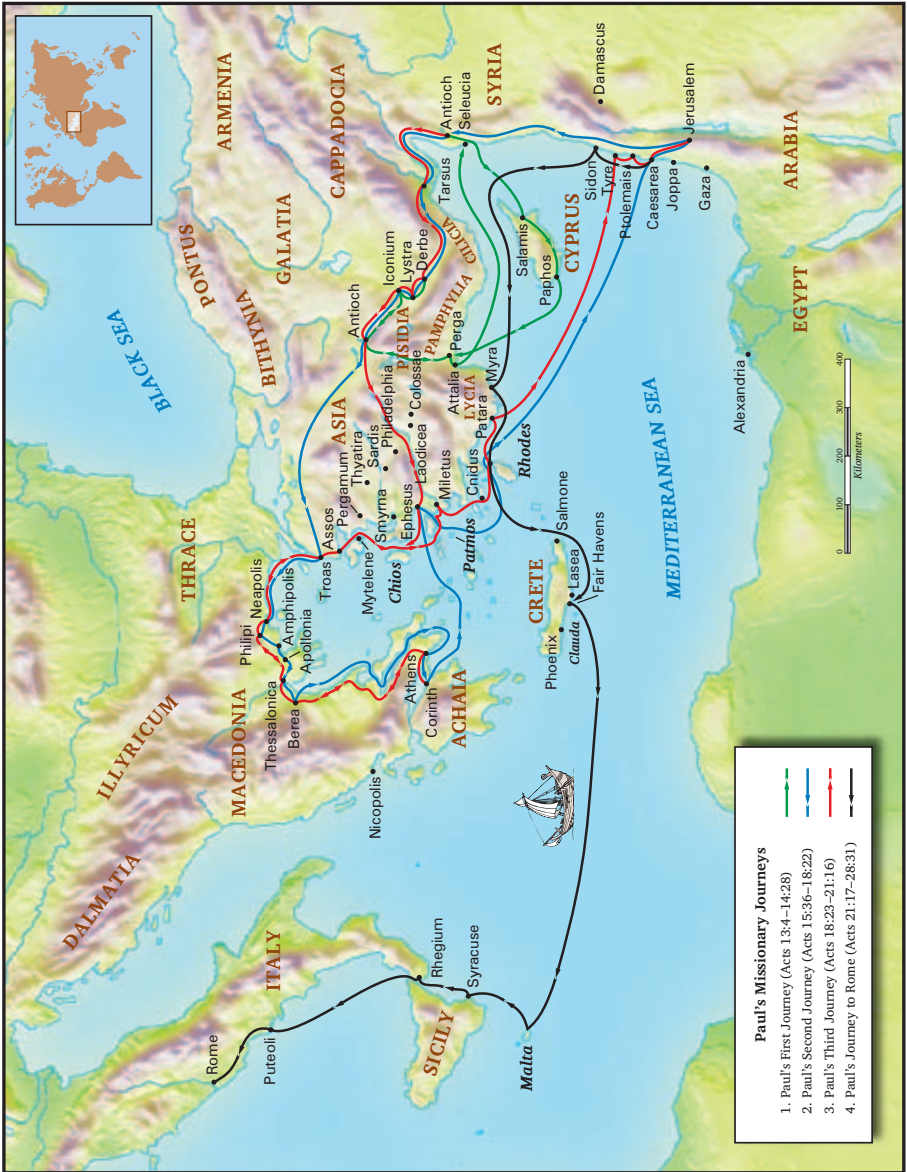 ARMENIA
CAPPADOCIA
SYRIA
Damascus
PONTUS
GALATIA
BITHYNIA
BLACK SEA
Antioch
Seleucia
Tarsus
CILICIA
Derbe
Lystra
Iconium
Antioch
PISIDIA
PAMPHYLIA
Perga
Attalia
LYCIA
Myra
Patara
Salamis
Paphos
CYPRUS
Sidon
Tyre
Ptolemais
Caesarea
Joppa
Gaza
Jerusalem
ARABIA
EGYPT
Alexandria
ASIA
Colossae
Philadelphia
Laodicea
Sardis
Thyatira
Pergamum
Smyrna
Ephesus
Miletus
Cnidus
Rhodes
Patmos
Chios
Mytelene
Assos
Troas
THRACE
Neapolis
Philipi
Amphipolis
Apollonia
Thessalonica
Berea
MACEDONIA
ILLYRICUM
DALMATIA
Athens
Corinth
ACHAIA
Nicopolis
CRETE
Salmone
Lasea
Fair Havens
Phoenix
Clauda
MEDITERRANEAN SEA
ITALY
Rome
Puteoli
Rhegium
Syracuse
SICILY
Malta
0 100 200 300 400
Kilometers
Paul's Missionary Journeys
1. Paul's First Journey (Acts 13:4–14:28)
2. Paul's Second Journey (Acts 15:36–18:22)
3. Paul's Third Journey (Acts 18:23–21:16)
4. Paul's Journey to Rome (Acts 21:17–28:31)